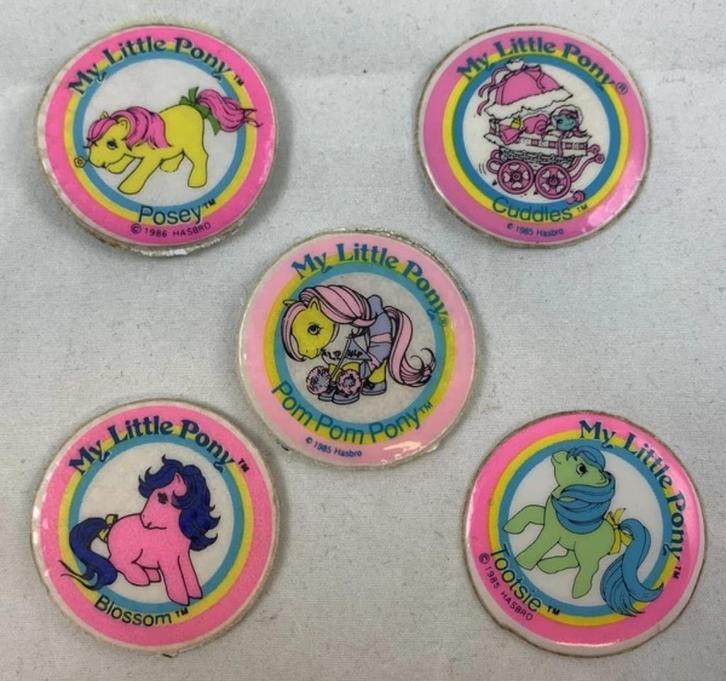 My Little Pony™
Posey™
© 1986 HASBRO
My Little Pony®
Cuddles™
© 1985 Hasbro
My Little Pony®
Pom Pom Pony™
© 1985 Hasbro
My Little Pony™
Blossom™
My Little Pony™
Tootsie™
© 1985 HASBRO